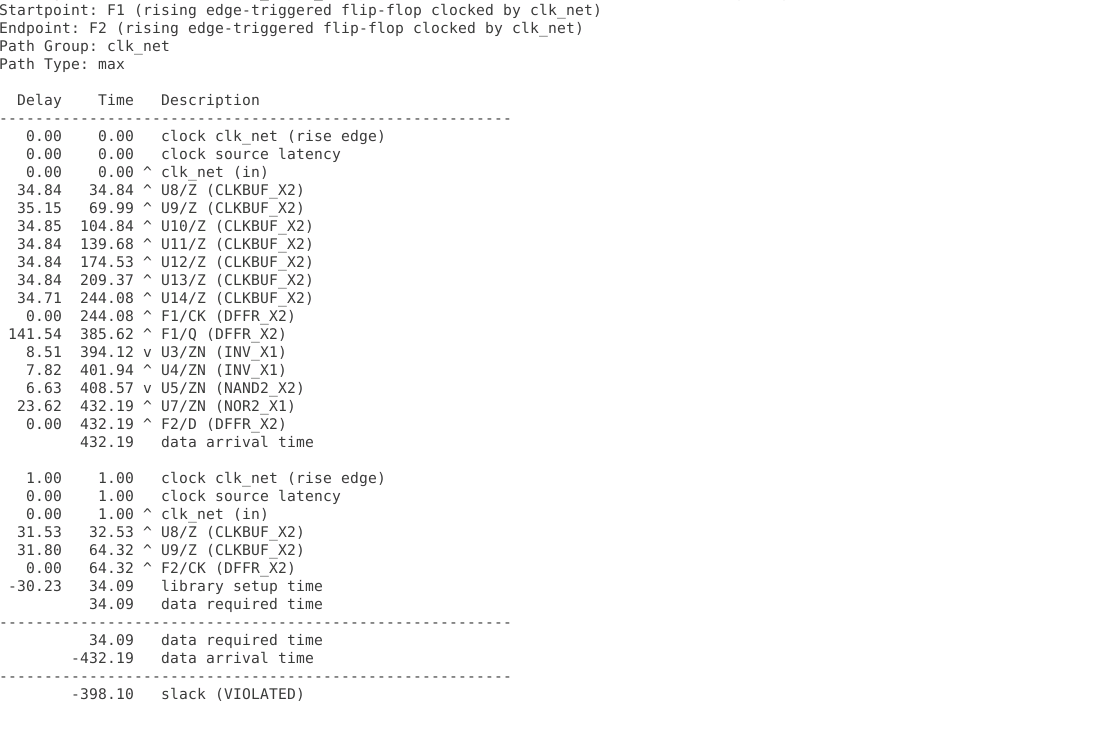 Startpoint: F1 (rising edge-triggered flip-flop clocked by clk_net)
Endpoint: F2 (rising edge-triggered flip-flop clocked by clk_net)
Path Group: clk_net
Path Type: max

  Delay    Time   Description
---------------------------------------------------------
   0.00    0.00   clock clk_net (rise edge)
   0.00    0.00   clock source latency
   0.00    0.00 ^ clk_net (in)
  34.84   34.84 ^ U8/Z (CLKBUF_X2)
  35.15   69.99 ^ U9/Z (CLKBUF_X2)
  34.85  104.84 ^ U10/Z (CLKBUF_X2)
  34.84  139.68 ^ U11/Z (CLKBUF_X2)
  34.84  174.53 ^ U12/Z (CLKBUF_X2)
  34.84  209.37 ^ U13/Z (CLKBUF_X2)
  34.71  244.08 ^ U14/Z (CLKBUF_X2)
   0.00  244.08 ^ F1/CK (DFFR_X2)
 141.54  385.62 ^ F1/Q (DFFR_X2)
   8.51  394.12 v U3/ZN (INV_X1)
   7.82  401.94 ^ U4/ZN (INV_X1)
   6.63  408.57 v U5/ZN (NAND2_X2)
  23.62  432.19 ^ U7/ZN (NOR2_X1)
   0.00  432.19 ^ F2/D (DFFR_X2)
         432.19   data arrival time

   1.00    1.00   clock clk_net (rise edge)
   0.00    1.00   clock source latency
   0.00    1.00 ^ clk_net (in)
  31.53   32.53 ^ U8/Z (CLKBUF_X2)
  31.80   64.32 ^ U9/Z (CLKBUF_X2)
   0.00   64.32 ^ F2/CK (DFFR_X2)
 -30.23   34.09   library setup time
          34.09   data required time
---------------------------------------------------------
          34.09   data required time
        -432.19   data arrival time
---------------------------------------------------------
        -398.10   slack (VIOLATED)